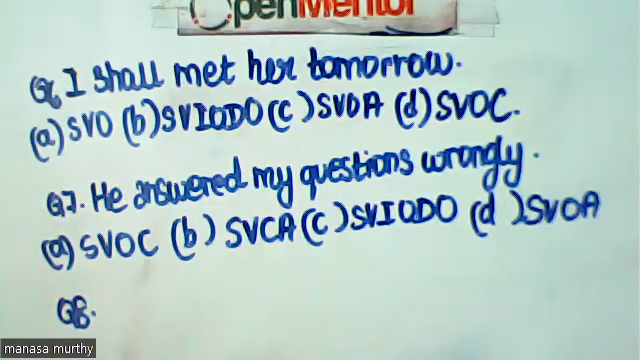 OpenMentor
Q6 I shall met her tomorrow.
(a) SVO (b) SVIODO (c) SVOA (d) SVOC.
Q7. He answered my questions wrongly.
(a) SVOC (b) SVCA (c) SVIODO (d) SVOA
Q8.
manasa murthy